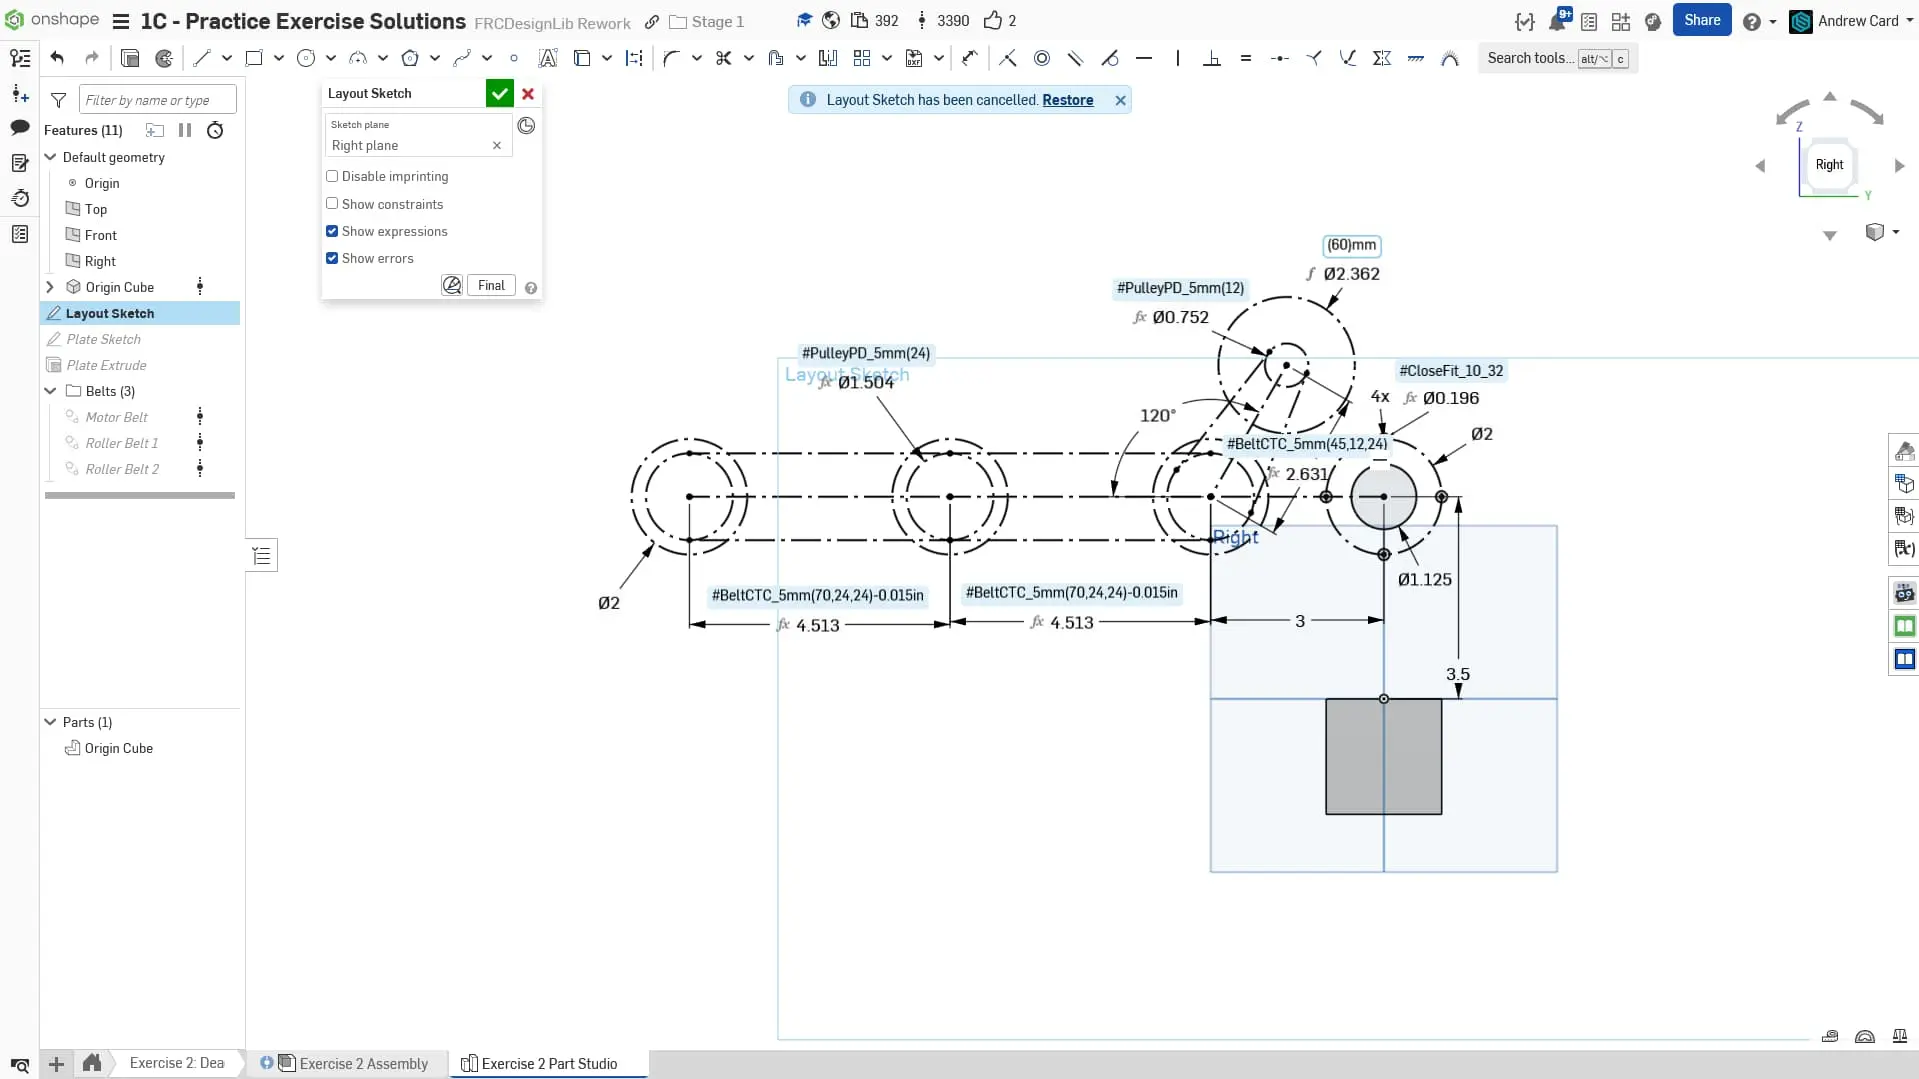 onshape
1C - Practice Exercise Solutions
FRCDesignLib Rework
Stage 1
392
3390
2
9+
Share
Andrew Card
Search tools... alt/⌥ c
Filter by name or type
Features (11)
Default geometry
Origin
Top
Front
Right
Origin Cube
Layout Sketch
Plate Sketch
Plate Extrude
Belts (3)
Motor Belt
Roller Belt 1
Roller Belt 2
Parts (1)
Origin Cube
Layout Sketch
Sketch plane
Right plane
Disable imprinting
Show constraints
Show expressions
Show errors
Final
Layout Sketch has been cancelled. Restore
Z
Right
Y
(60)mm
ƒ Ø2.362
#PulleyPD_5mm(12)
fx Ø0.752
#PulleyPD_5mm(24)
Layout Sketch
fx Ø1.504
#CloseFit_10_32
4x fx Ø0.196
120°
Ø2
#BeltCTC_5mm(45,12,24)
fx 2.631
Right
Ø1.125
Ø2
#BeltCTC_5mm(70,24,24)-0.015in
#BeltCTC_5mm(70,24,24)-0.015in
fx 4.513
fx 4.513
3
3.5
Exercise 2: Dea
Exercise 2 Assembly
Exercise 2 Part Studio